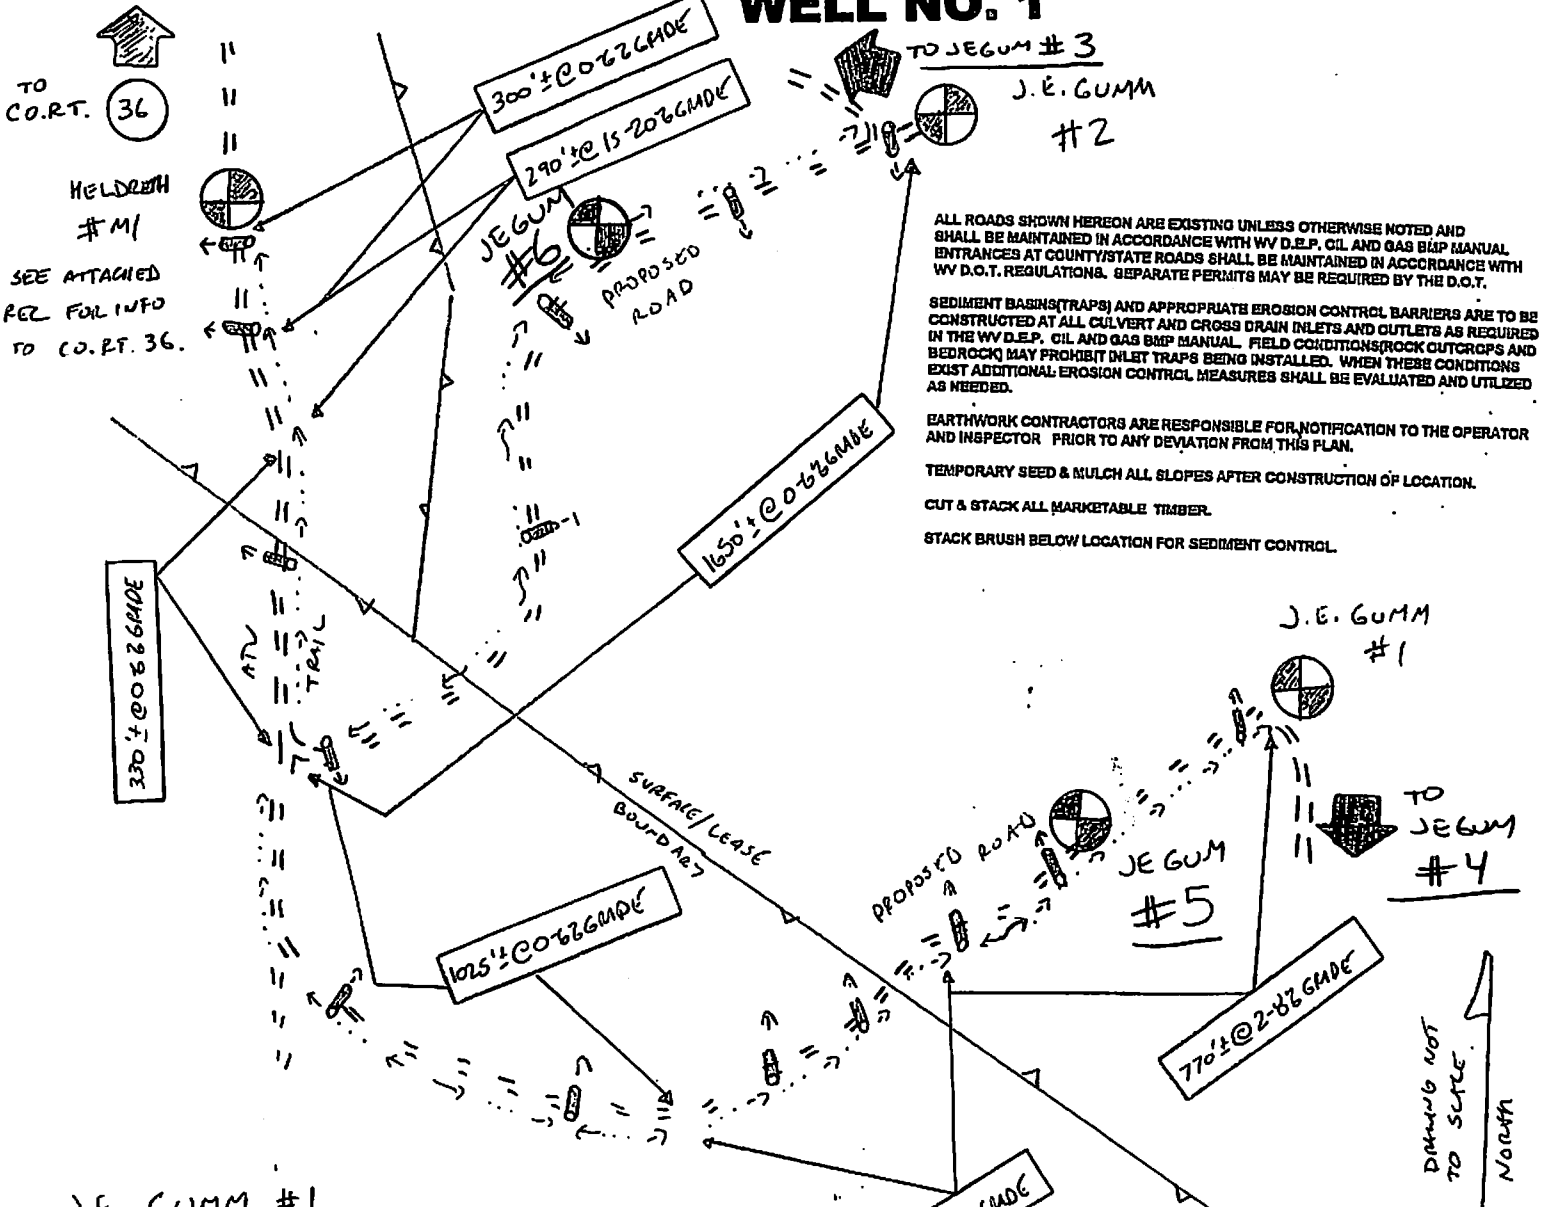 WELL NO. 1
TO
CO.RT. 36
300'±@0-6% GRADE
TO JEGUM #3
J.E. GUMM
#2
290'±@15-20% GRADE
HELDRETH
#M1
SEE ATTACHED
REC FOR INFO
TO CO.RT. 36.
JEGUM
#6
PROPOSED
ROAD
ALL ROADS SHOWN HEREON ARE EXISTING UNLESS OTHERWISE NOTED AND
SHALL BE MAINTAINED IN ACCORDANCE WITH WV D.E.P. OIL AND GAS BMP MANUAL
ENTRANCES AT COUNTY/STATE ROADS SHALL BE MAINTAINED IN ACCORDANCE WITH
WV D.O.T. REGULATIONS. SEPARATE PERMITS MAY BE REQUIRED BY THE D.O.T.
SEDIMENT BASINS(TRAPS) AND APPROPRIATE EROSION CONTROL BARRIERS ARE TO BE
CONSTRUCTED AT ALL CULVERT AND CROSS DRAIN INLETS AND OUTLETS AS REQUIRED
IN THE WV D.E.P. OIL AND GAS BMP MANUAL. FIELD CONDITIONS(ROCK OUTCROPS AND
BEDROCK) MAY PROHIBIT INLET TRAPS BEING INSTALLED. WHEN THESE CONDITIONS
EXIST ADDITIONAL EROSION CONTROL MEASURES SHALL BE EVALUATED AND UTILIZED
AS NEEDED.
EARTHWORK CONTRACTORS ARE RESPONSIBLE FOR NOTIFICATION TO THE OPERATOR
AND INSPECTOR PRIOR TO ANY DEVIATION FROM THIS PLAN.
TEMPORARY SEED & MULCH ALL SLOPES AFTER CONSTRUCTION OF LOCATION.
CUT & STACK ALL MARKETABLE TIMBER.
STACK BRUSH BELOW LOCATION FOR SEDIMENT CONTROL.
1650'±@0-6% GRADE
330'±@0-6% GRADE
ATV
TRAIL
J.E. GUMM
#1
SURFACE/LEASE
BOUNDARY
PROPOSED ROAD
JEGUM
#5
TO
JEGUM
#4
1025'±@0-6% GRADE
770'±@2-8% GRADE
DRAWING NOT
TO SCALE.
NORTH
GRADE
J.E. GUMM #1